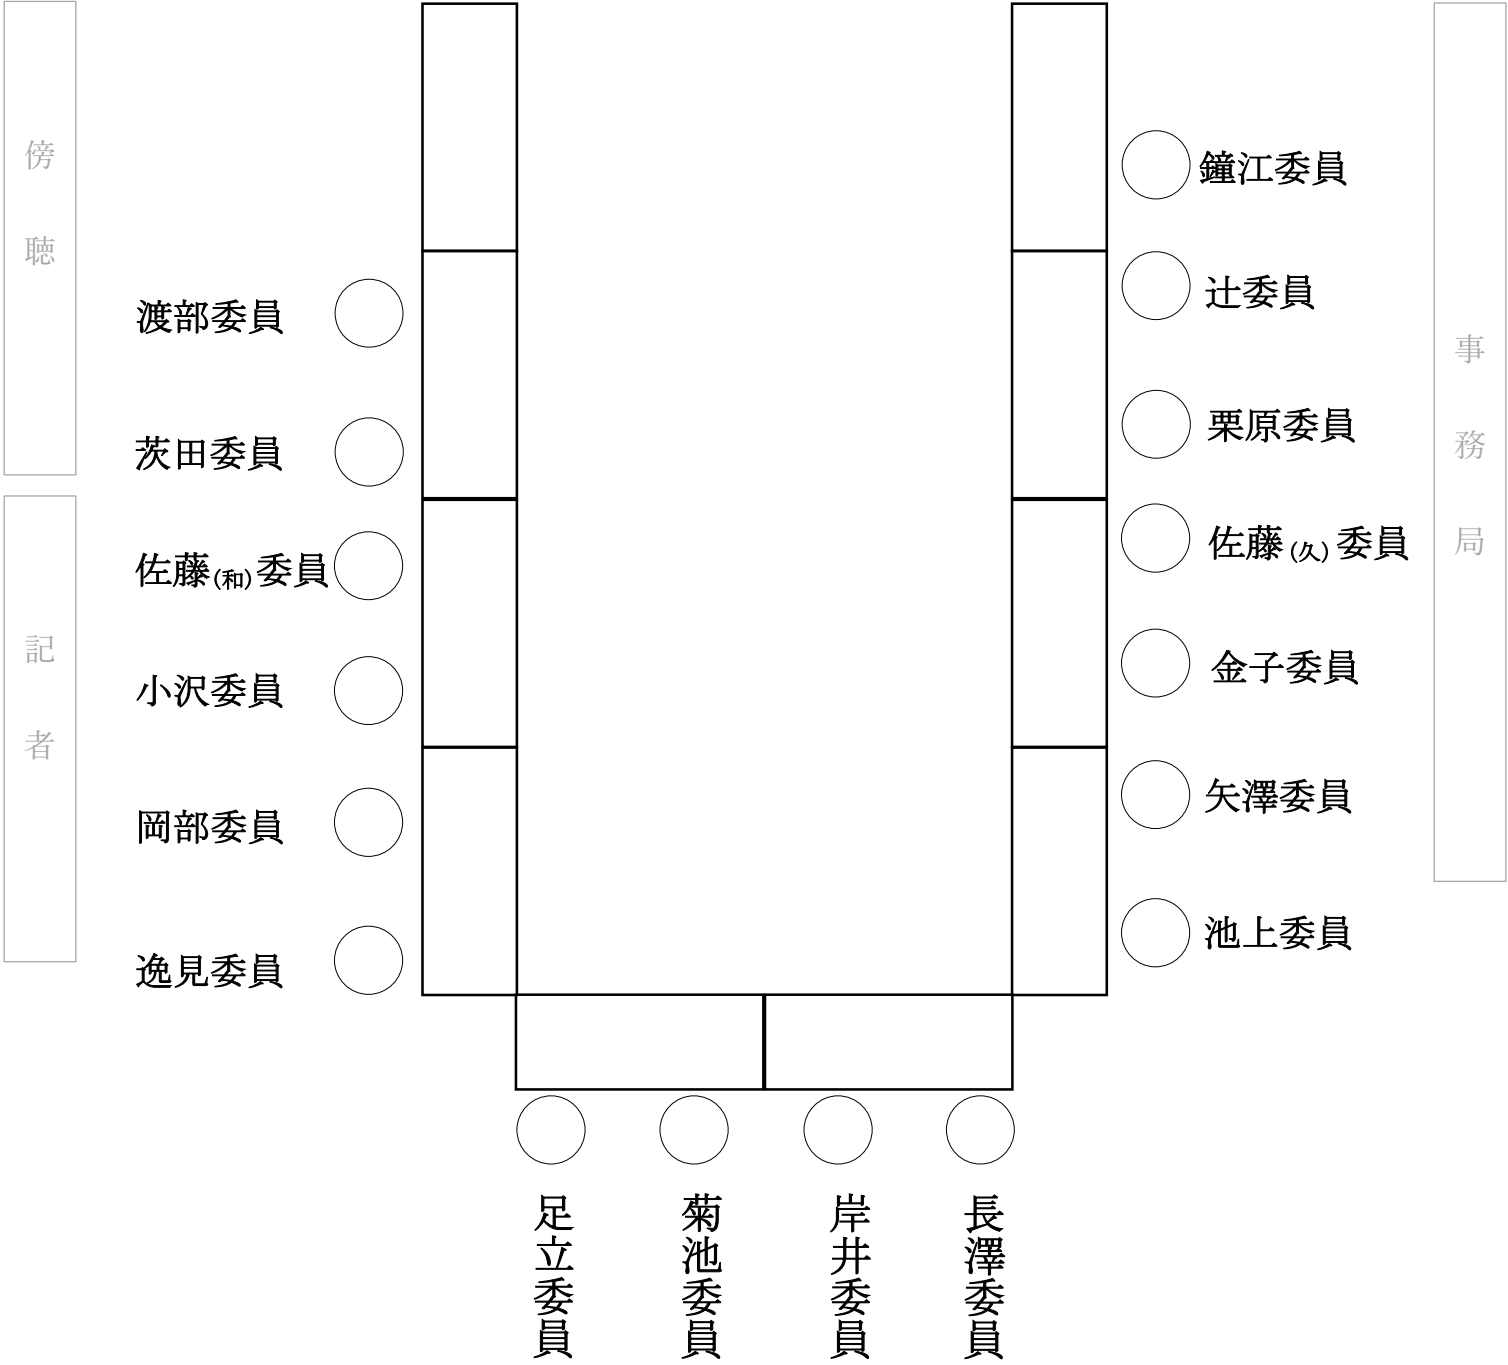 傍聴
記者
渡部委員
茨田委員
佐藤(和)委員
小沢委員
岡部委員
逸見委員
足立委員
菊池委員
岸井委員
長澤委員
鐘江委員
辻委員
栗原委員
佐藤(久)委員
金子委員
矢澤委員
池上委員
事務局